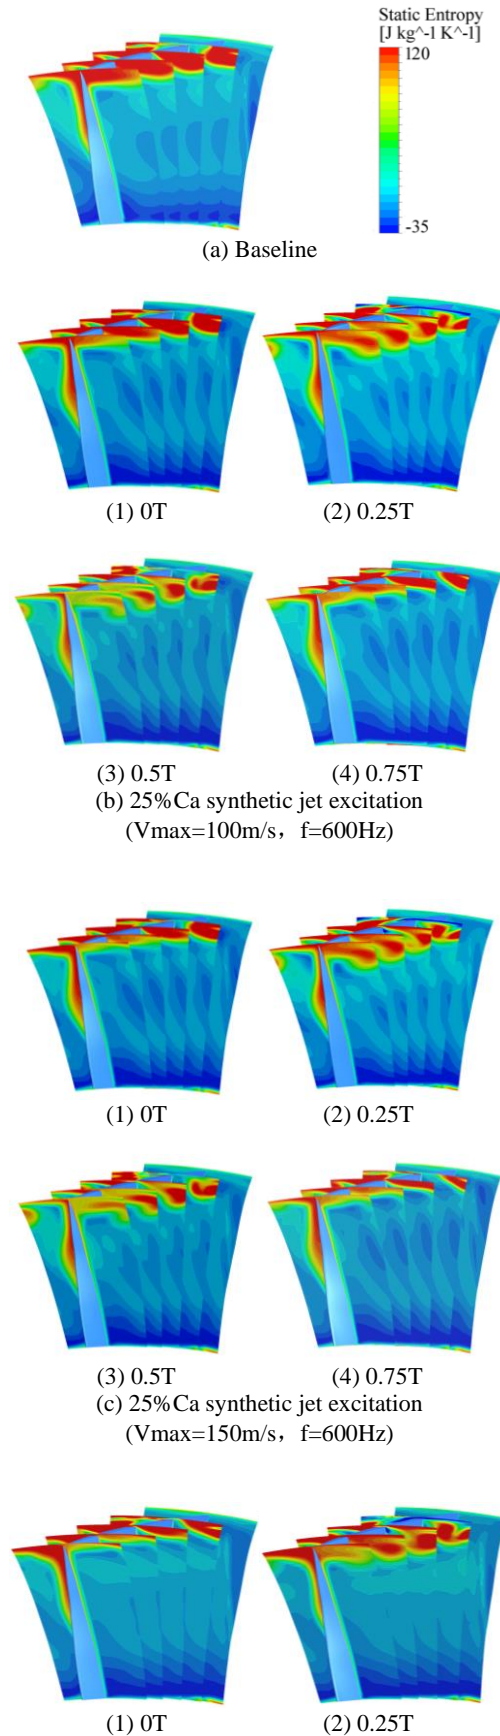 Static Entropy
[J kg^-1 K^-1]
120
-35
(a) Baseline
(1) 0T
(2) 0.25T
(3) 0.5T
(4) 0.75T
(b) 25%Ca synthetic jet excitation
(Vmax=100m/s，f=600Hz)
(1) 0T
(2) 0.25T
(3) 0.5T
(4) 0.75T
(c) 25%Ca synthetic jet excitation
(Vmax=150m/s，f=600Hz)
(1) 0T
(2) 0.25T